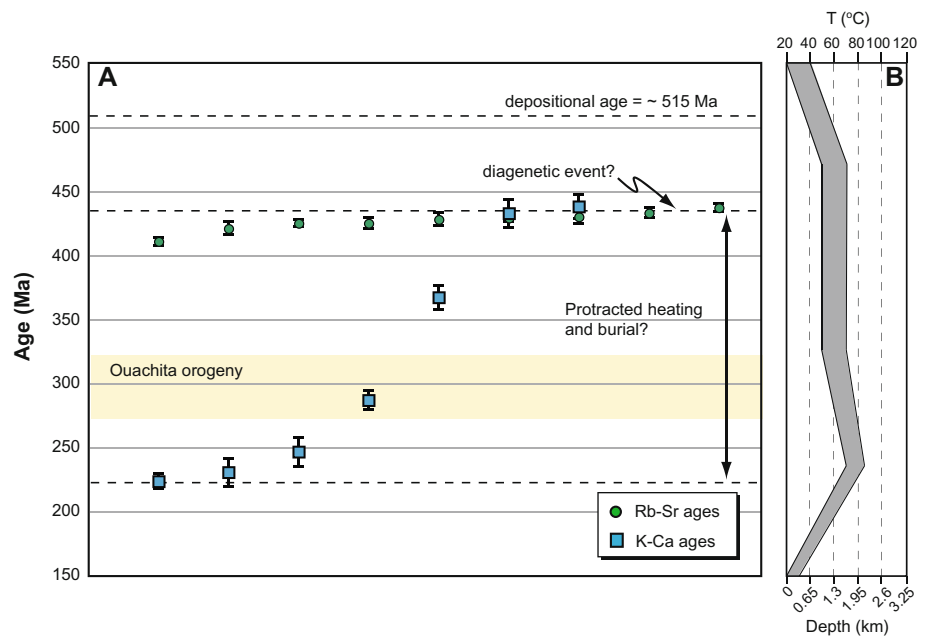 T (°C)
20 40 60 80 100 120
550
A
B
depositional age = ~ 515 Ma
500
diagenetic event?
450
400
Age (Ma)
350
Protracted heating
and burial?
Ouachita orogeny
300
250
200
Rb-Sr ages
K-Ca ages
150
0 0.65 1.3 1.95 2.6 3.25
Depth (km)